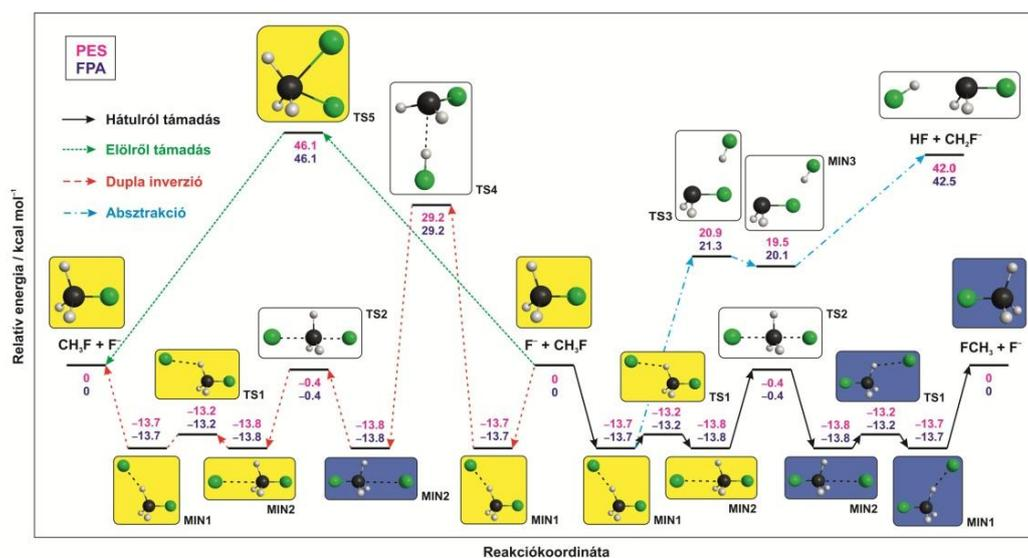 PES
FPA
Hátulról támadás
Elölről támadás
Dupla inverzió
Absztrakció
Relatív energia / kcal mol⁻¹
TS5
46.1
46.1
TS4
29.2
29.2
TS3
20.9
21.3
MIN3
19.5
20.1
HF + CH₂F⁻
42.0
42.5
CH₃F + F⁻
0
0
TS1
–13.2
–13.2
TS2
–0.4
–0.4
F⁻ + CH₃F
0
0
TS1
–13.2
–13.2
TS2
–0.4
–0.4
TS1
–13.2
–13.2
FCH₃ + F⁻
0
0
–13.7
–13.7
–13.8
–13.8
–13.8
–13.8
–13.7
–13.7
–13.7
–13.7
–13.8
–13.8
–13.8
–13.8
–13.7
–13.7
MIN1
MIN2
MIN2
MIN1
MIN1
MIN2
MIN2
MIN1
Reakciókoordináta